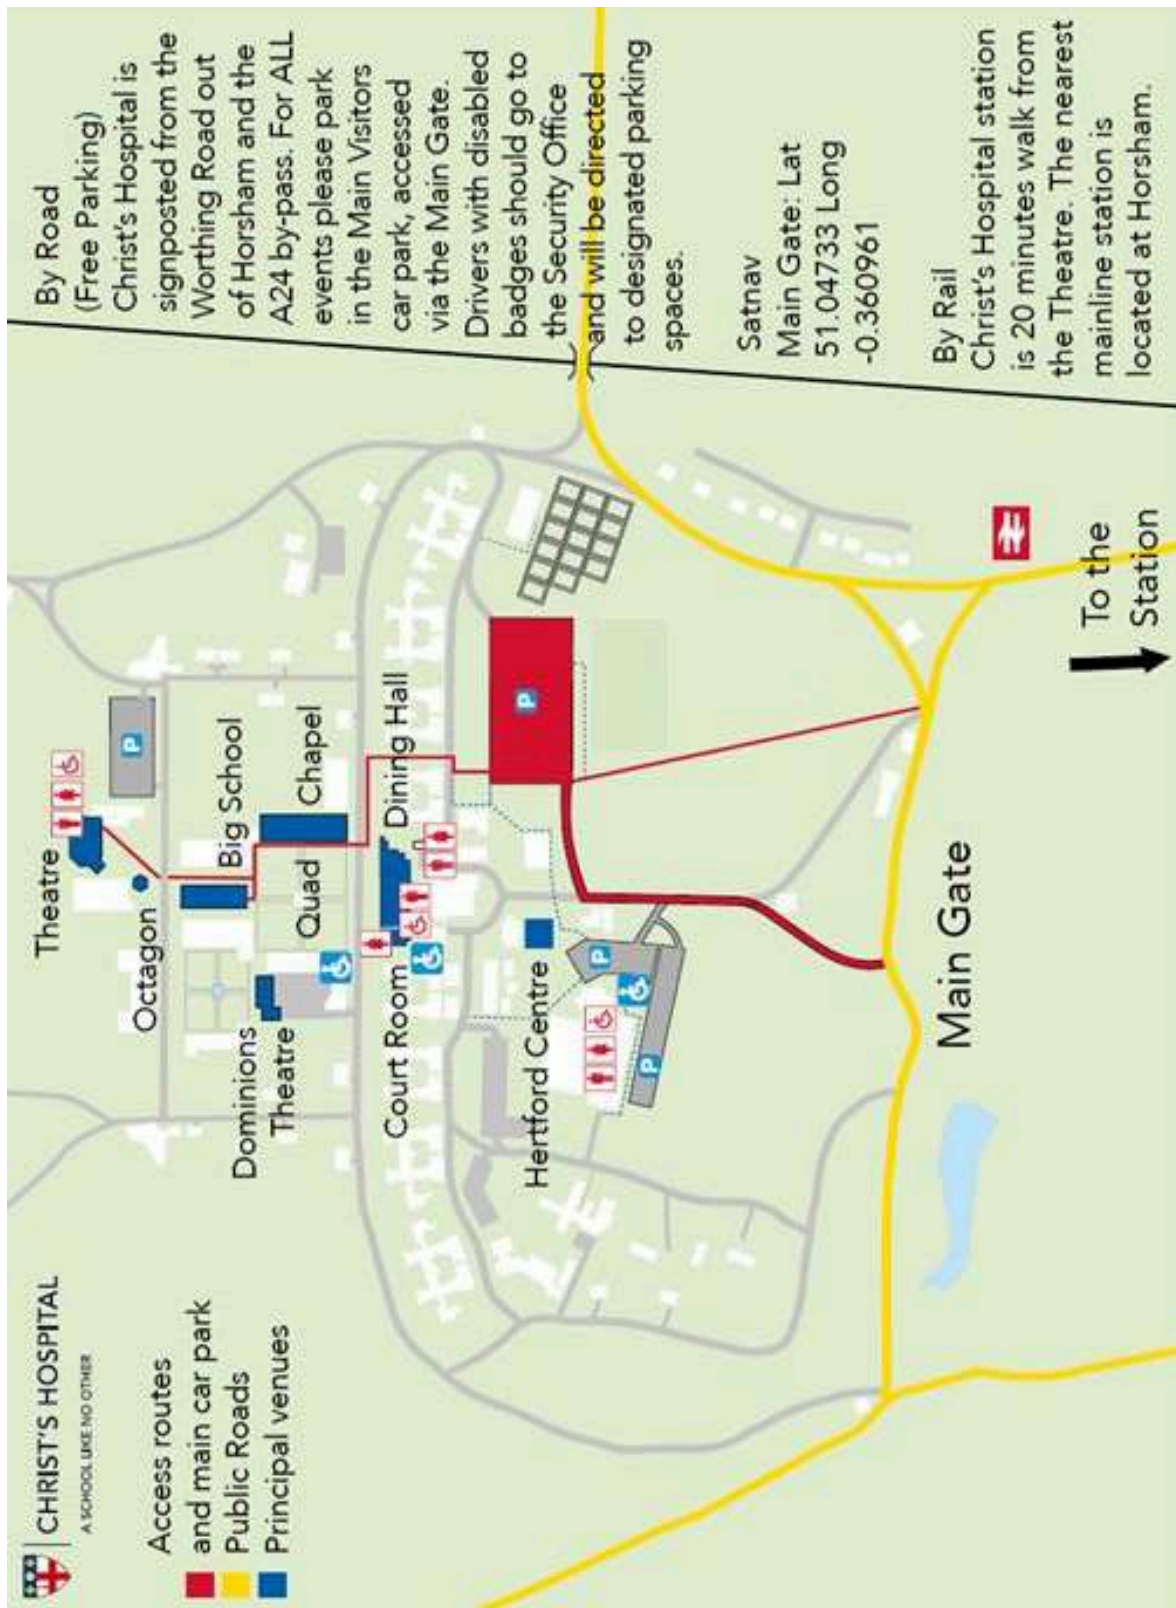 CHRIST'S HOSPITAL
A SCHOOL LIKE NO OTHER
Access routes
and main car park
Public Roads
Principal venues
Theatre
Octagon
Big School
Dominions
Theatre
Quad
Chapel
Court Room
Dining Hall
Hertford Centre
P
P
P
P
Main Gate
To the
Station
By Road
(Free Parking)
Christ's Hospital is
signposted from the
Worthing Road out
of Horsham and the
A24 by-pass. For ALL
events please park
in the Main Visitors
car park, accessed
via the Main Gate.
Drivers with disabled
badges should go to
the Security Office
and will be directed
to designated parking
spaces.
Satnav
Main Gate: Lat
51.04733 Long
-0.360961
By Rail
Christ's Hospital station
is 20 minutes walk from
the Theatre. The nearest
mainline station is
located at Horsham.